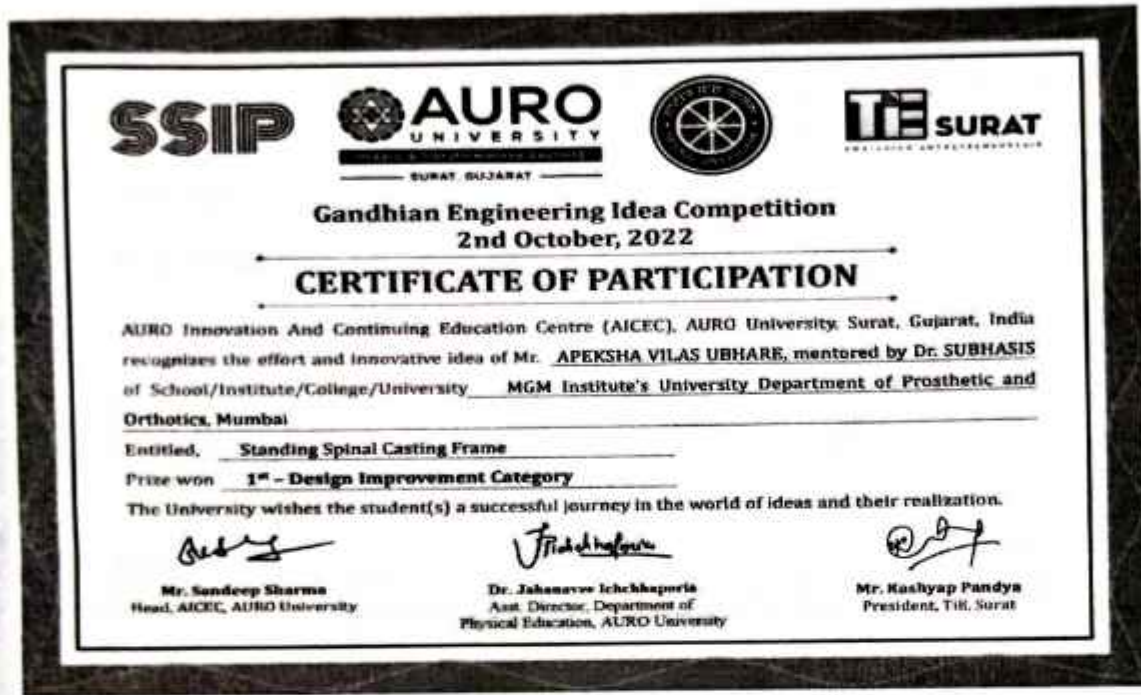 SSIP
AURO
UNIVERSITY
SURAT GUJARAT
TiE SURAT
Gandhian Engineering Idea Competition
2nd October, 2022
CERTIFICATE OF PARTICIPATION
AURO Innovation And Continuing Education Centre (AICEC), AURO University, Surat, Gujarat, India
recognizes the effort and Innovative idea of Mr. APEKSHA VILAS UBHARE, mentored by Dr. SUBHASIS
of School/Institute/College/University MGM Institute's University Department of Prosthetic and
Orthotics, Mumbai
Entitled, Standing Spinal Casting Frame
Prize won 1st – Design Improvement Category
The University wishes the student(s) a successful journey in the world of ideas and their realization.
Mr. Sandeep Sharma
Head, AICEC, AURO University
Dr. Jahanavee Ichchhaporia
Asst. Director, Department of
Physical Education, AURO University
Mr. Kashyap Pandya
President, TiE, Surat